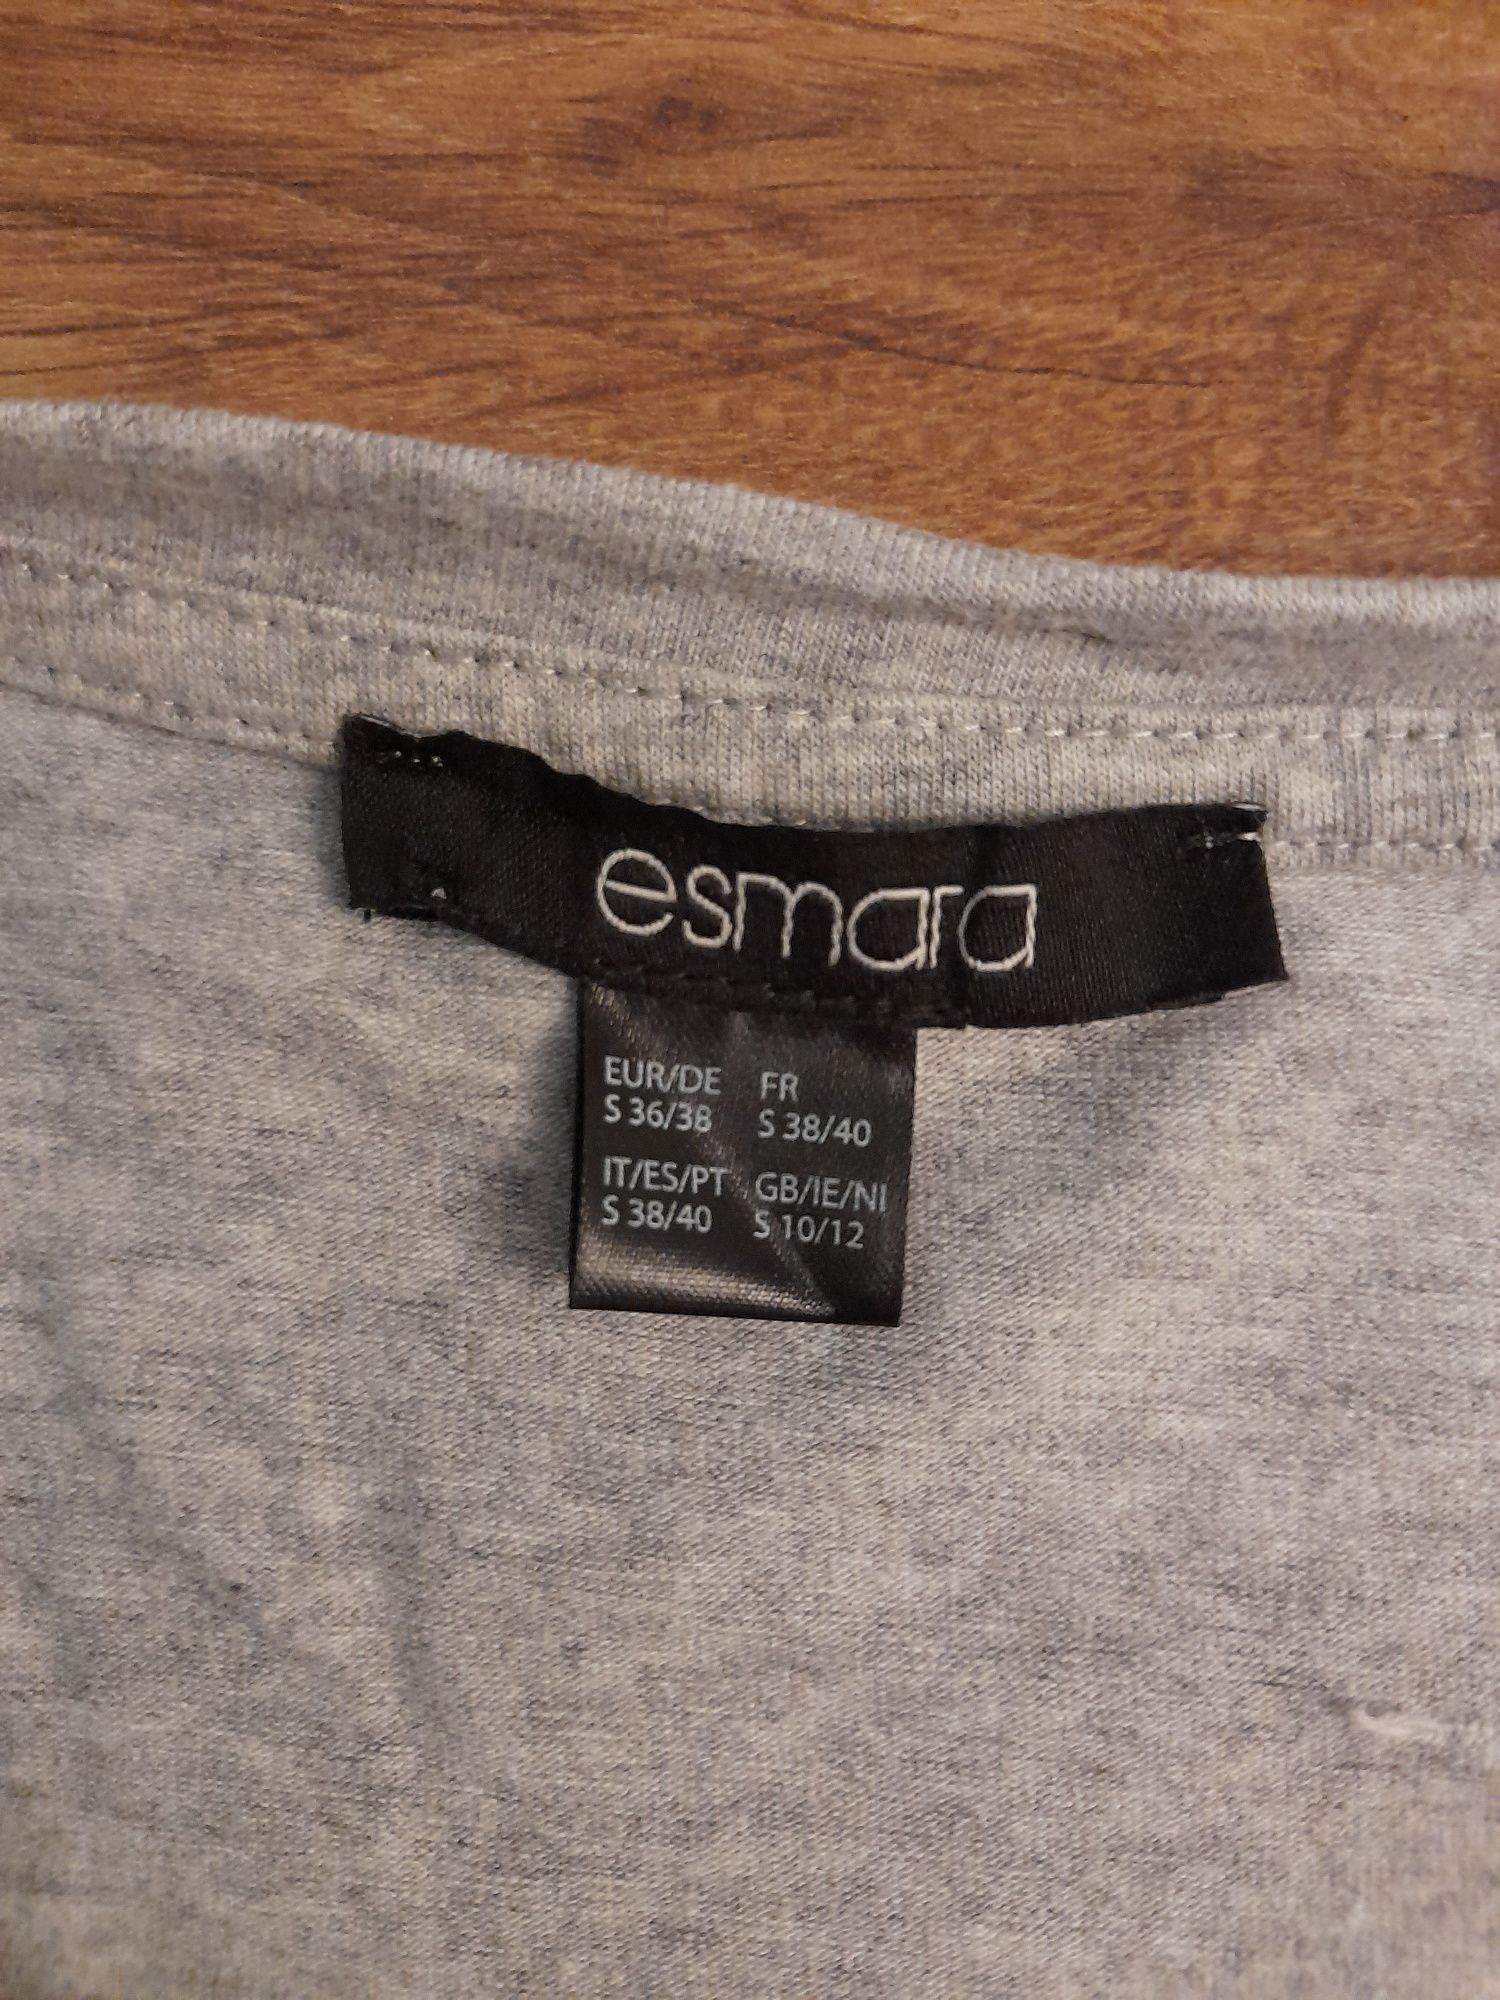 esmara
EUR/DE FR
S 36/38 S 38/40
IT/ES/PT GB/IE/NI
S 38/40 S 10/12